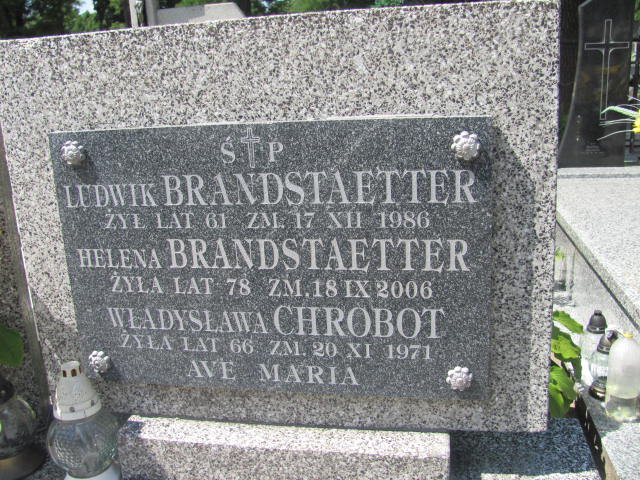 Ś † P
LUDWIK BRANDSTAETTER
ŻYŁ LAT 61 ZM. 17 XII 1986
HELENA BRANDSTAETTER
ŻYŁA LAT 78 ZM. 18 IX 2006
WŁADYSŁAWA CHROBOT
ŻYŁA LAT 66 ZM. 20 XI 1971
AVE MARIA